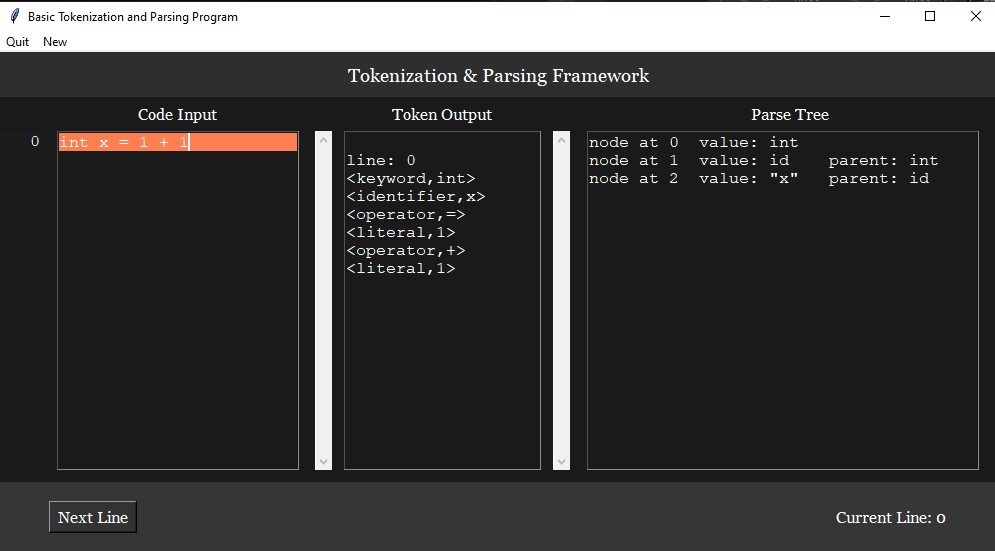 Basic Tokenization and Parsing Program
Quit New
Tokenization & Parsing Framework
Code Input
Token Output
Parse Tree
0
int x = 1 + 1
line: 0
<keyword,int>
<identifier,x>
<operator,=>
<literal,1>
<operator,+>
<literal,1>
node at 0 value: int
node at 1 value: id parent: int
node at 2 value: "x" parent: id
Next Line
Current Line: 0